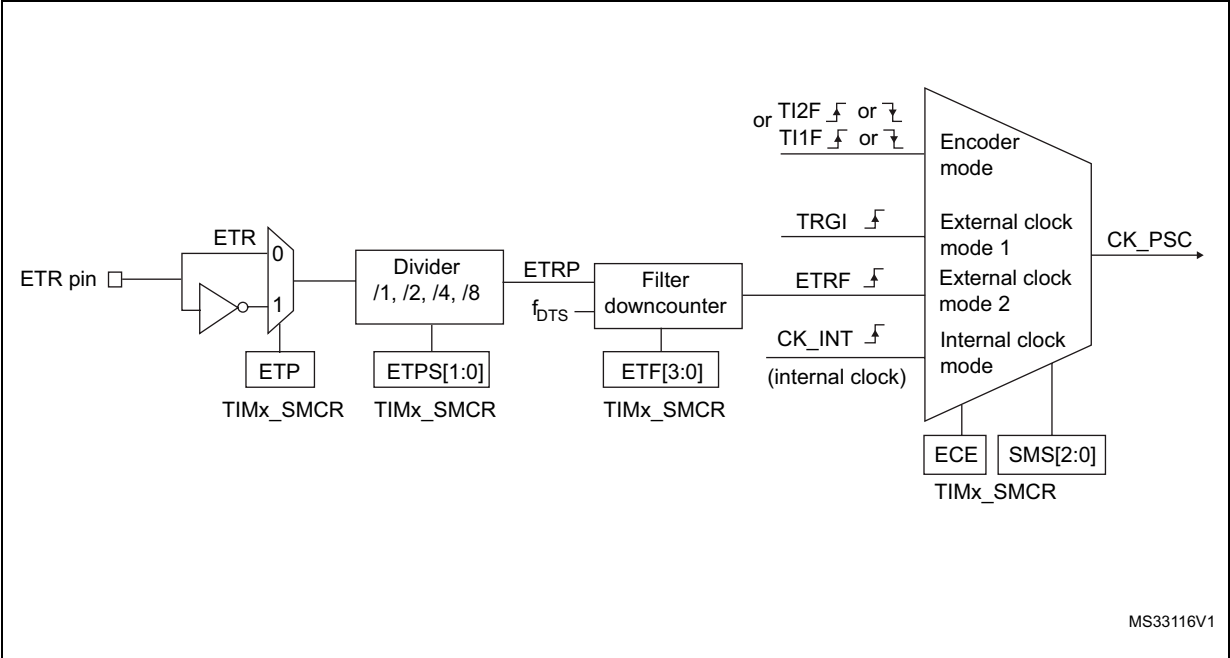 or TI2F or
TI1F or
Encoder
mode
TRGI
External clock
mode 1
CK_PSC
ETR
0
ETR pin
1
Divider
/1, /2, /4, /8
ETRP
Filter
downcounter
fDTS
ETRF
External clock
mode 2
CK_INT
Internal clock
mode
(internal clock)
ETP
TIMx_SMCR
ETPS[1:0]
TIMx_SMCR
ETF[3:0]
TIMx_SMCR
ECE
SMS[2:0]
TIMx_SMCR
MS33116V1